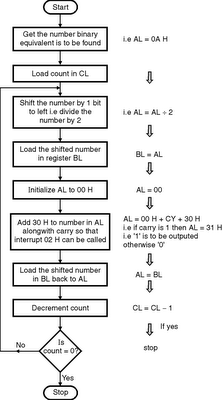 Start
Get the number binary
equivalent is to be found
i.e AL = 0A H
Load count in CL
Shift the number by 1 bit
to left i.e divide the
number by 2
i.e AL = AL ÷ 2
Load the shifted number
in register BL
BL = AL
Initialize AL to 00 H
AL = 00
Add 30 H to number in AL
alongwith carry so that
interrupt 02 H can be called
AL = 00 H + CY + 30 H
i.e if carry is 1 then AL = 31 H
i.e '1' is to be outputed
otherwise '0'
Load the shifted number
in BL back to AL
AL = BL
Decrement count
CL = CL − 1
If yes
Is
count = 0?
No
stop
Yes
Stop